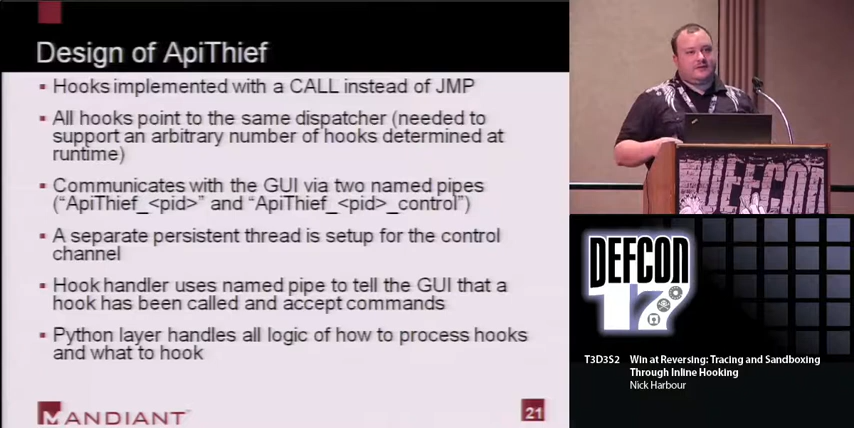 Design of ApiThief
▪ Hooks implemented with a CALL instead of JMP
▪ All hooks point to the same dispatcher (needed to
support an arbitrary number of hooks determined at
runtime)
▪ Communicates with the GUI via two named pipes
("ApiThief_<pid>" and "ApiThief_<pid>_control")
▪ A separate persistent thread is setup for the control
channel
▪ Hook handler uses named pipe to tell the GUI that a
hook has been called and accept commands
▪ Python layer handles all logic of how to process hooks
and what to hook
MANDIANT
21
DEFCON
DEFCON
17
T3D3S2 Win at Reversing: Tracing and Sandboxing
Through Inline Hooking
Nick Harbour